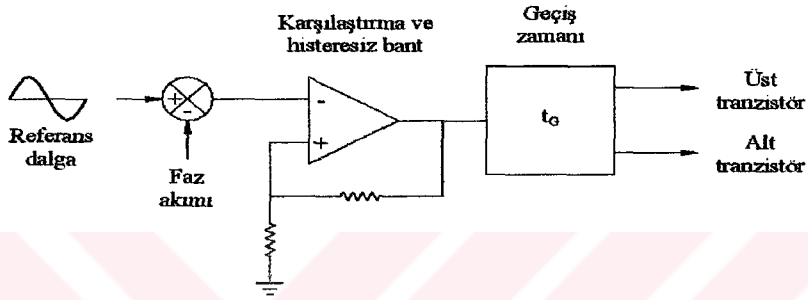 Karşılaştırma ve
histeresiz bant
Geçiş
zamanı
Referans
dalga
+
-
Faz
akımı
-
+
t_G
Üst
tranzistör
Alt
tranzistör